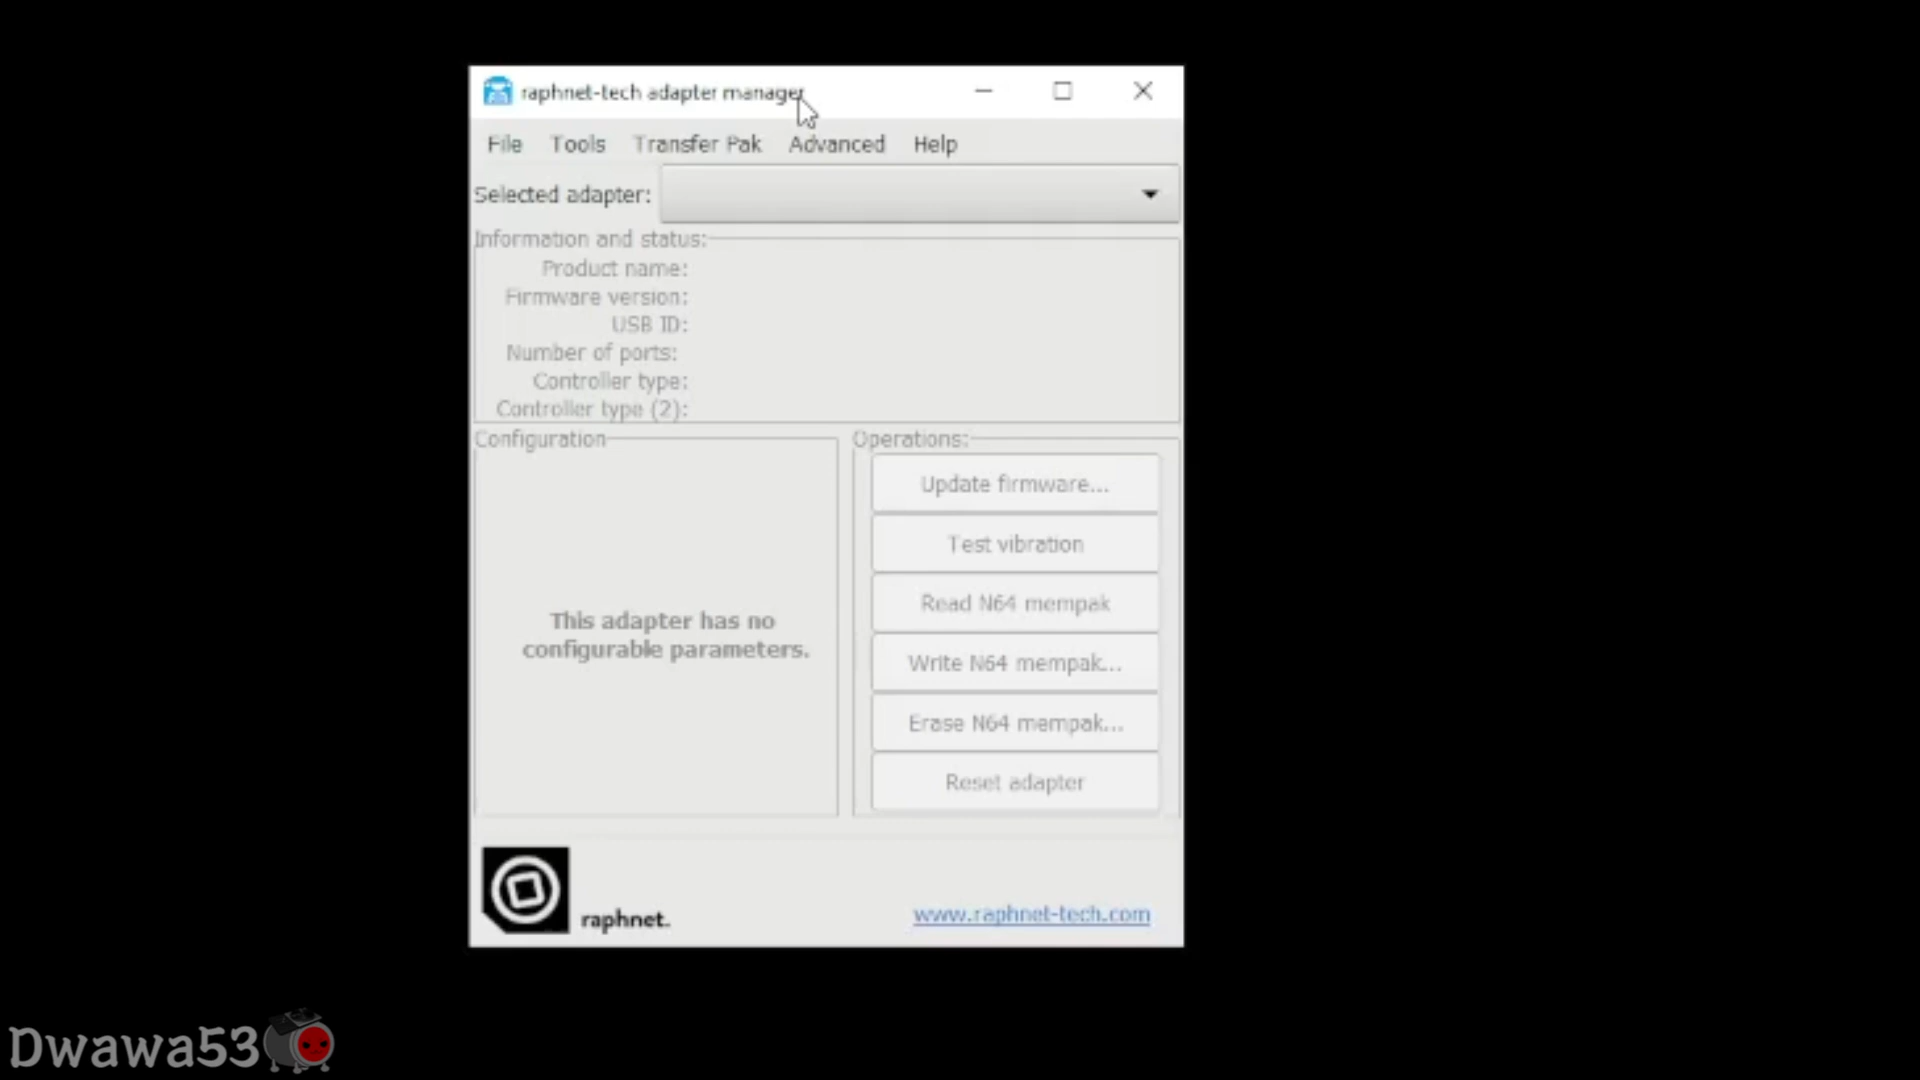 raphnet-tech adapter manager
File Tools Transfer Pak Advanced Help
Selected adapter:
Information and status:
Product name:
Firmware version:
USB ID:
Number of ports:
Controller type:
Controller type (2):
Configuration
This adapter has no
configurable parameters.
Operations:
Update firmware...
Test vibration
Read N64 mempak
Write N64 mempak...
Erase N64 mempak...
Reset adapter
raphnet.
www.raphnet-tech.com
Dwawa53